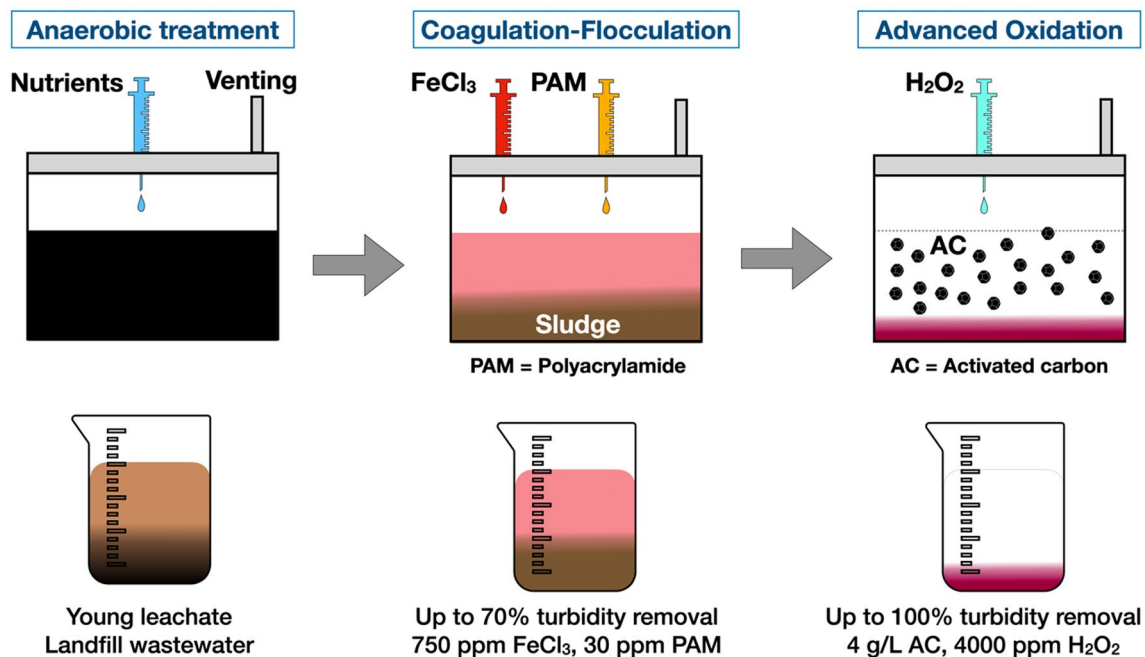 Anaerobic treatment
Coagulation-Flocculation
Advanced Oxidation
Nutrients
Venting
FeCl₃
PAM
H₂O₂
AC
Sludge
PAM = Polyacrylamide
AC = Activated carbon
Young leachate
Landfill wastewater
Up to 70% turbidity removal
750 ppm FeCl₃, 30 ppm PAM
Up to 100% turbidity removal
4 g/L AC, 4000 ppm H₂O₂